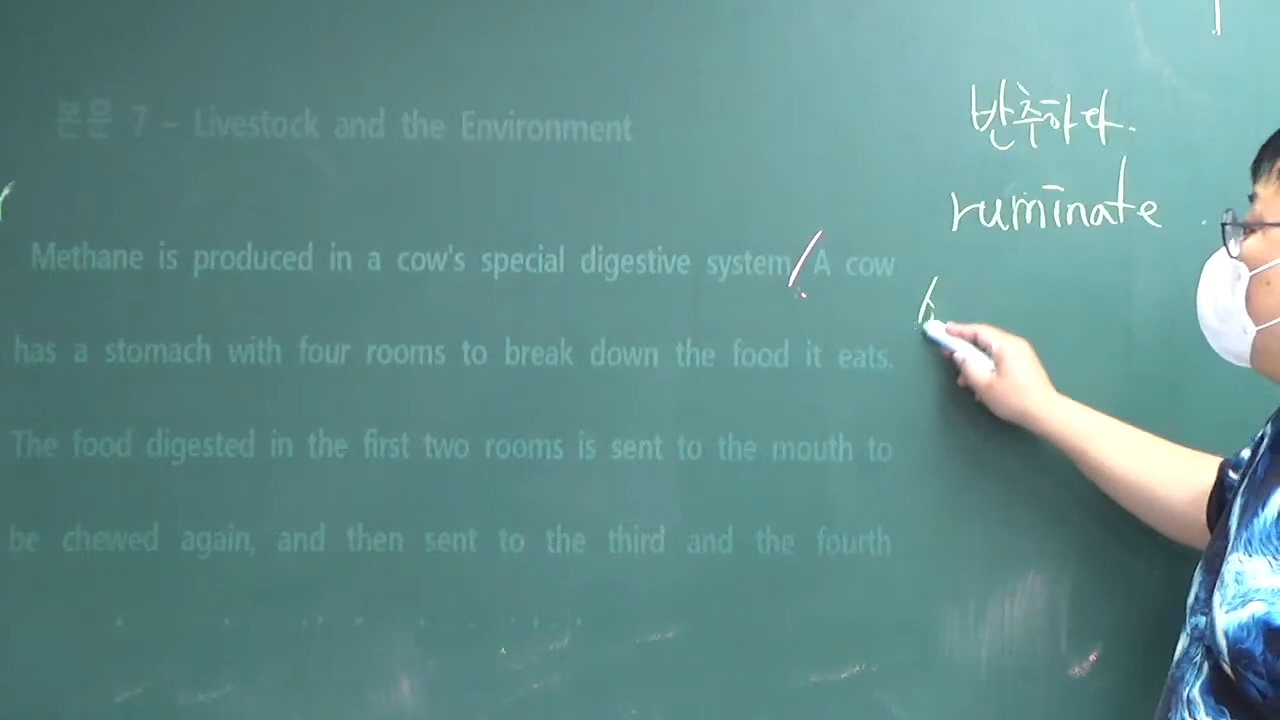 본문 7 - Livestock and the Environment
반추하다.
ruminate
Methane is produced in a cow's special digestive system. A cow
has a stomach with four rooms to break down the food it eats.
The food digested in the first two rooms is sent to the mouth to
be chewed again, and then sent to the third and the fourth